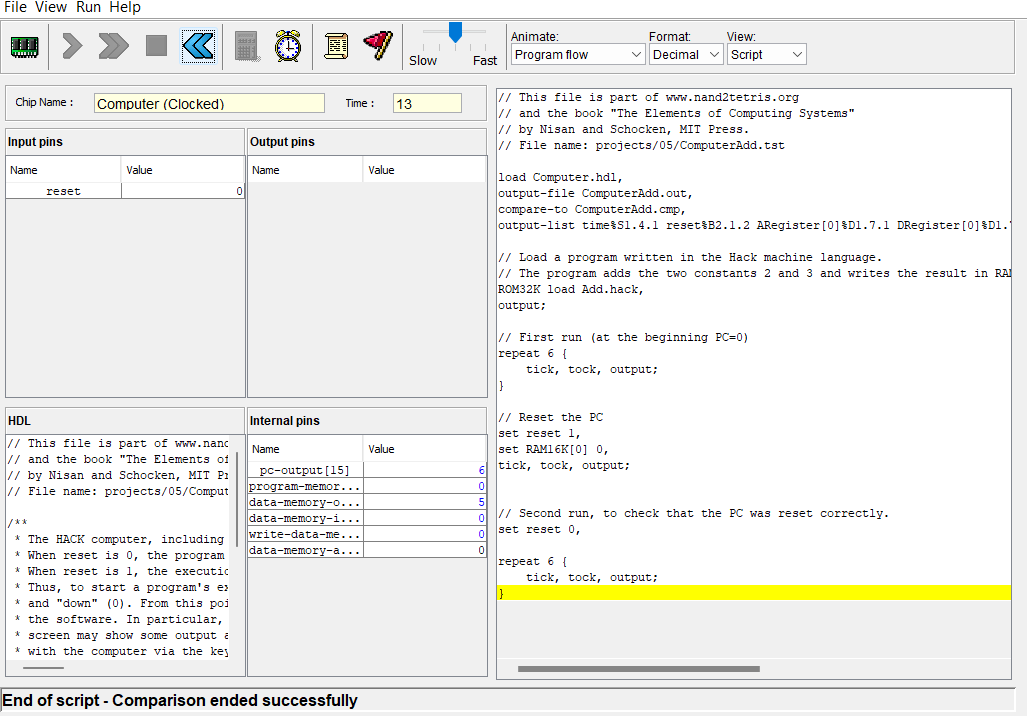 File View Run Help
Slow Fast
Animate:
Program flow
Format:
Decimal
View:
Script
Chip Name : Computer (Clocked) Time : 13
Input pins
Name Value
reset 0
Output pins
Name Value
HDL
// This file is part of www.nand
// and the book "The Elements of
// by Nisan and Schocken, MIT Pr
// File name: projects/05/Comput
/**
* The HACK computer, including
* When reset is 0, the program
* When reset is 1, the executio
* Thus, to start a program's ex
* and "down" (0). From this poi
* the software. In particular,
* screen may show some output a
* with the computer via the key
Internal pins
Name Value
pc-output[15] 6
program-memor... 0
data-memory-o... 5
data-memory-i... 0
write-data-me... 0
data-memory-a... 0
// This file is part of www.nand2tetris.org
// and the book "The Elements of Computing Systems"
// by Nisan and Schocken, MIT Press.
// File name: projects/05/ComputerAdd.tst
load Computer.hdl,
output-file ComputerAdd.out,
compare-to ComputerAdd.cmp,
output-list time%S1.4.1 reset%B2.1.2 ARegister[0]%D1.7.1 DRegister[0]%D1.
// Load a program written in the Hack machine language.
// The program adds the two constants 2 and 3 and writes the result in RAM
ROM32K load Add.hack,
output;
// First run (at the beginning PC=0)
repeat 6 {
tick, tock, output;
}
// Reset the PC
set reset 1,
set RAM16K[0] 0,
tick, tock, output;
// Second run, to check that the PC was reset correctly.
set reset 0,
repeat 6 {
tick, tock, output;
}
End of script - Comparison ended successfully